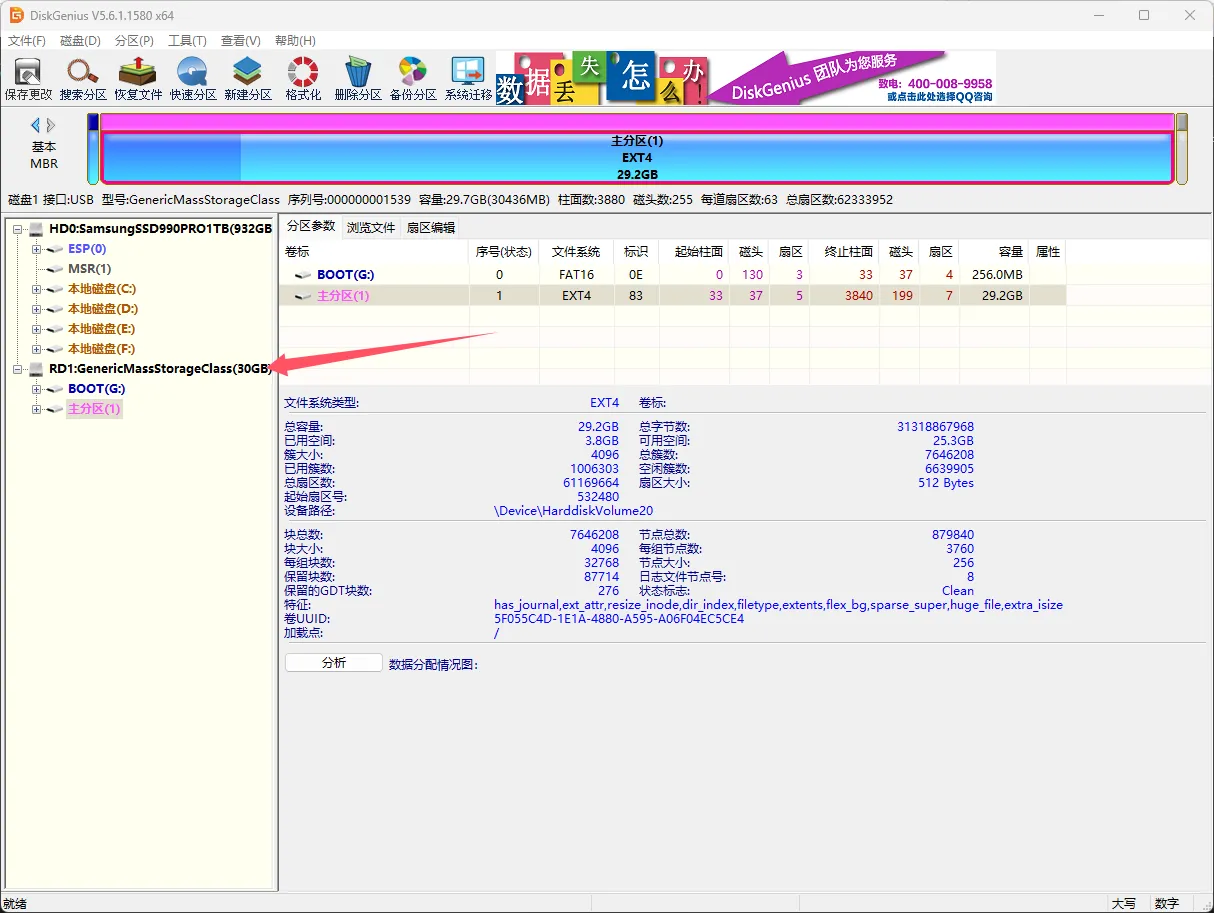 DiskGenius V5.6.1.1580 x64
文件(F) 磁盘(D) 分区(P) 工具(T) 查看(V) 帮助(H)
保存更改 搜索分区 恢复文件 快速分区 新建分区 格式化 删除分区 备份分区 系统迁移
数据丢失怎么办!
DiskGenius 团队为您服务
致电: 400-008-9958
或点击此处选择QQ咨询
基本
MBR
主分区(1)
EXT4
29.2GB
磁盘1 接口:USB 型号:GenericMassStorageClass 序列号:000000001539 容量:29.7GB(30436MB) 柱面数:3880 磁头数:255 每道扇区数:63 总扇区数:62333952
HD0:SamsungSSD990PRO1TB(932GB
ESP(0)
MSR(1)
本地磁盘(C:)
本地磁盘(D:)
本地磁盘(E:)
本地磁盘(F:)
RD1:GenericMassStorageClass(30GB)
BOOT(G:)
主分区(1)
分区参数 浏览文件 扇区编辑
卷标 序号(状态) 文件系统 标识 起始柱面 磁头 扇区 终止柱面 磁头 扇区 容量 属性
BOOT(G:) 0 FAT16 0E 0 130 3 33 37 4 256.0MB
主分区(1) 1 EXT4 83 33 37 5 3840 199 7 29.2GB
文件系统类型: EXT4 卷标:
总容量: 29.2GB 总字节数: 31318867968
已用空间: 3.8GB 可用空间: 25.3GB
簇大小: 4096 总簇数: 7646208
已用簇数: 1006303 空闲簇数: 6639905
总扇区数: 61169664 扇区大小: 512 Bytes
起始扇区号: 532480
设备路径: \Device\HarddiskVolume20
块总数: 7646208 节点总数: 879840
块大小: 4096 每组节点数: 3760
每组块数: 32768 节点大小: 256
保留块数: 87714 日志文件节点号: 8
保留的GDT块数: 276 状态标志: Clean
特征: has_journal,ext_attr,resize_inode,dir_index,filetype,extents,flex_bg,sparse_super,huge_file,extra_isize
卷UUID: 5F055C4D-1E1A-4880-A595-A06F04EC5CE4
加载点: /
分析 数据分配情况图:
就绪 大写 数字